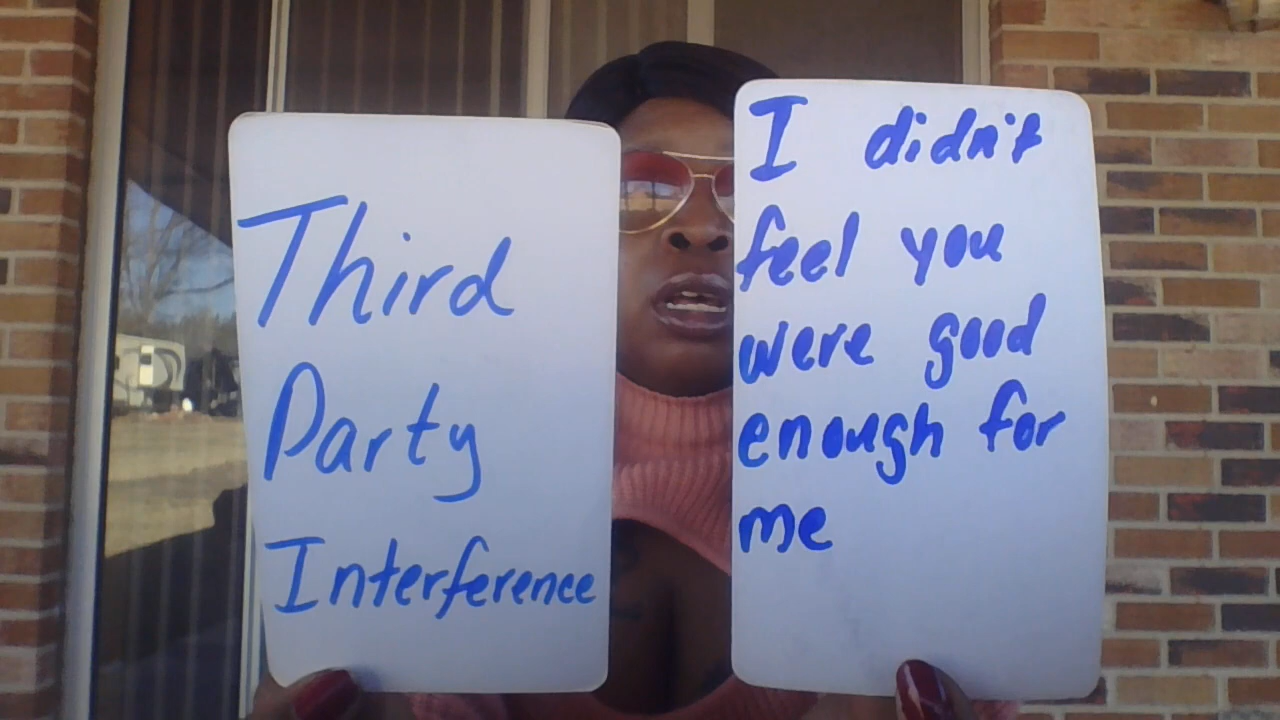 Third
Party
Interference
I didn't
feel you
were good
enough for
me